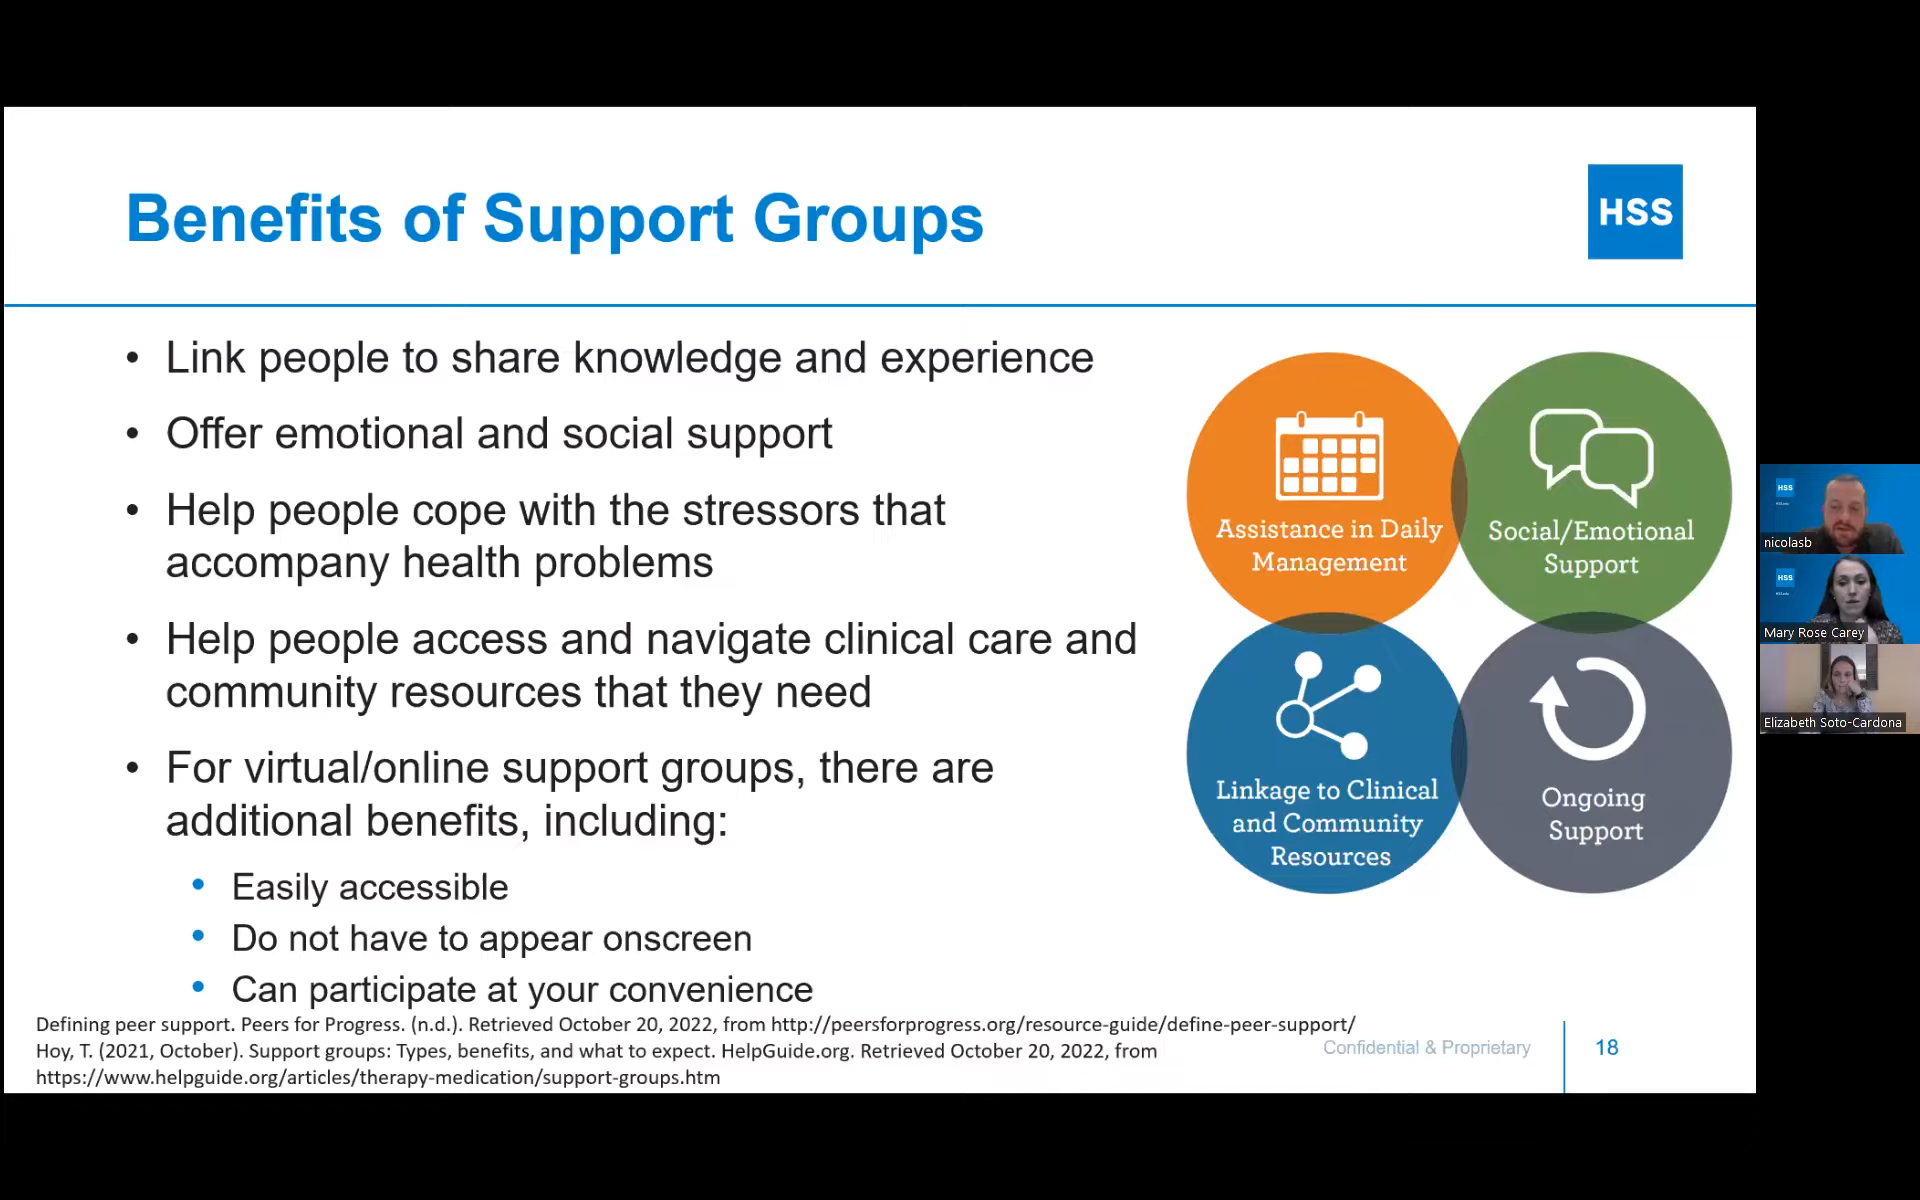 Benefits of Support Groups
HSS
• Link people to share knowledge and experience
• Offer emotional and social support
• Help people cope with the stressors that
accompany health problems
• Help people access and navigate clinical care and
community resources that they need
• For virtual/online support groups, there are
additional benefits, including:
• Easily accessible
• Do not have to appear onscreen
• Can participate at your convenience
Assistance in Daily
Management
Social/Emotional
Support
Linkage to Clinical
and Community
Resources
Ongoing
Support
Defining peer support. Peers for Progress. (n.d.). Retrieved October 20, 2022, from http://peersforprogress.org/resource-guide/define-peer-support/
Hoy, T. (2021, October). Support groups: Types, benefits, and what to expect. HelpGuide.org. Retrieved October 20, 2022, from
https://www.helpguide.org/articles/therapy-medication/support-groups.htm
Confidential & Proprietary
18
HSS
nicolasb
HSS
Mary Rose Carey
Elizabeth Soto-Cardona